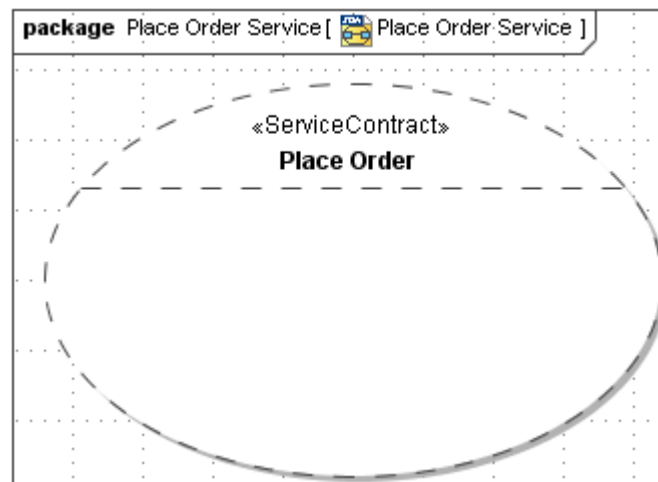 package Place Order Service [ Place Order Service ]
«ServiceContract»
Place Order